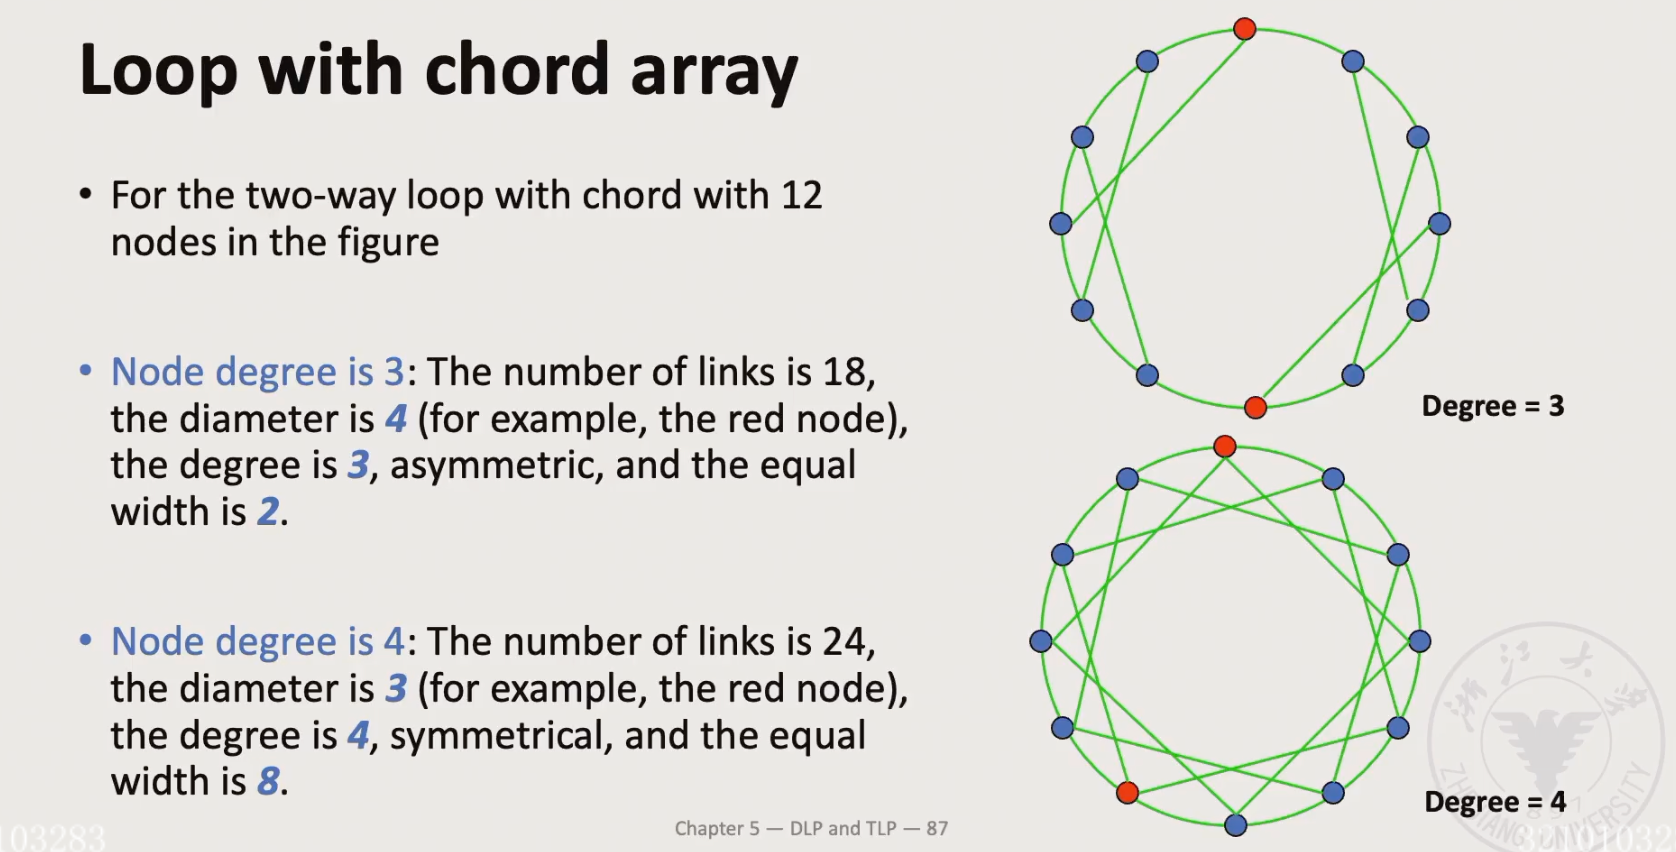 Loop with chord array
• For the two-way loop with chord with 12
nodes in the figure
• Node degree is 3: The number of links is 18,
the diameter is 4 (for example, the red node),
the degree is 3, asymmetric, and the equal
width is 2.
• Node degree is 4: The number of links is 24,
the diameter is 3 (for example, the red node),
the degree is 4, symmetrical, and the equal
width is 8.
Degree = 3
Degree = 4
Chapter 5 — DLP and TLP — 87
103283
ZHEJIANG UNIVERSITY